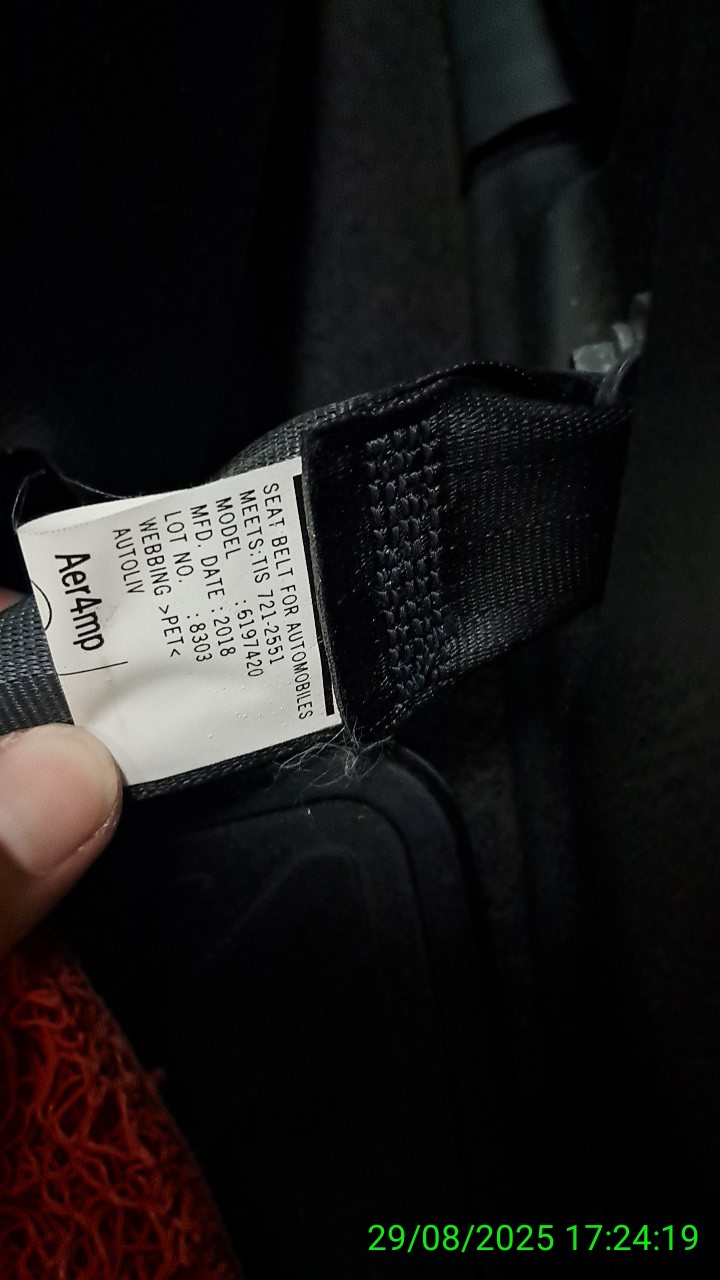 SEAT BELT FOR AUTOMOBILES
MEETS:TIS 721-2551
MODEL :6197420
MFD. DATE :2018
LOT NO. :8303
WEBBING >PET<
AUTOLIV
Aer4mp
29/08/2025 17:24:19